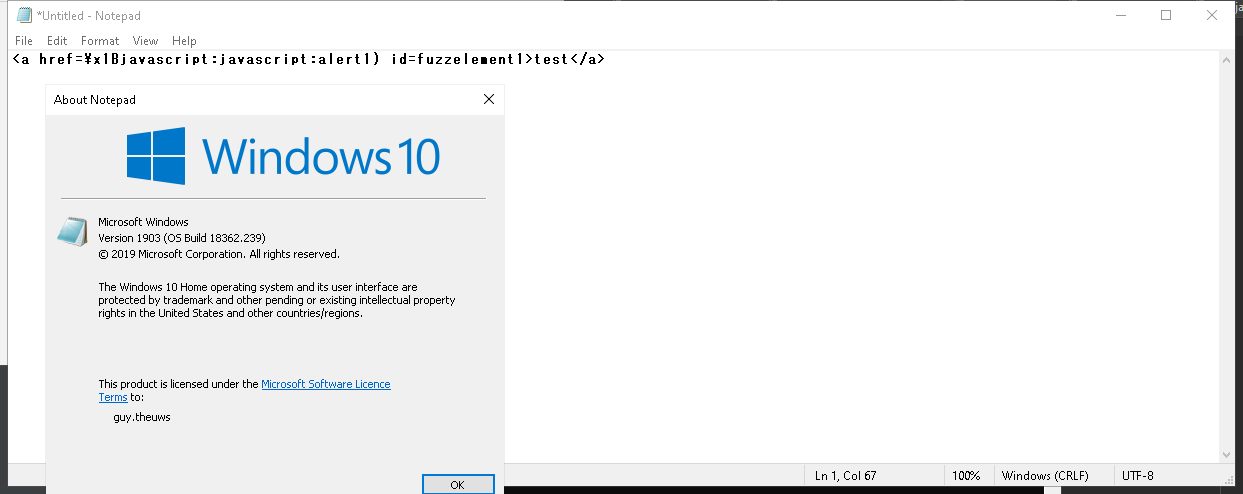 *Untitled - Notepad
File Edit Format View Help
<a href=¥x1Bjavascript:javascript:alert1) id=fuzzelement1>test</a>
About Notepad
Windows 10
Microsoft Windows
Version 1903 (OS Build 18362.239)
© 2019 Microsoft Corporation. All rights reserved.
The Windows 10 Home operating system and its user interface are
protected by trademark and other pending or existing intellectual property
rights in the United States and other countries/regions.
This product is licensed under the Microsoft Software Licence
Terms to:
guy.theuws
OK
Ln 1, Col 67 100% Windows (CRLF) UTF-8